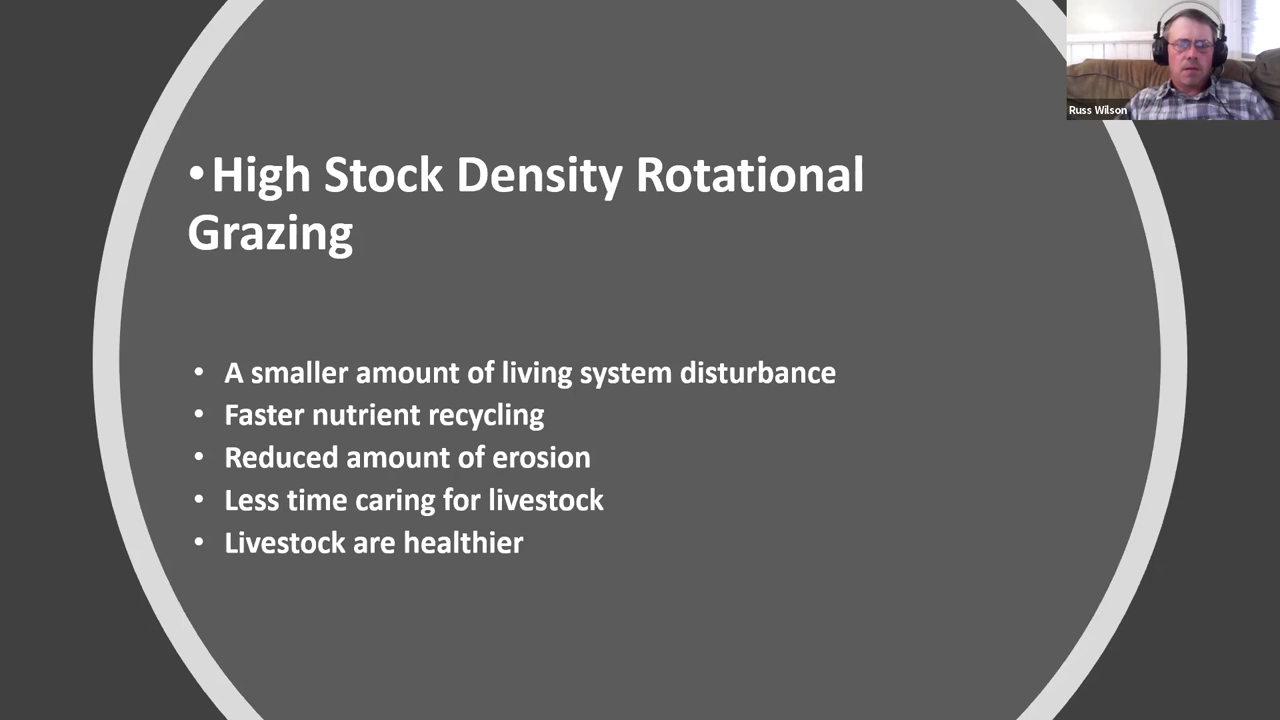 •High Stock Density Rotational
Grazing
• A smaller amount of living system disturbance
• Faster nutrient recycling
• Reduced amount of erosion
• Less time caring for livestock
• Livestock are healthier
Russ Wilson